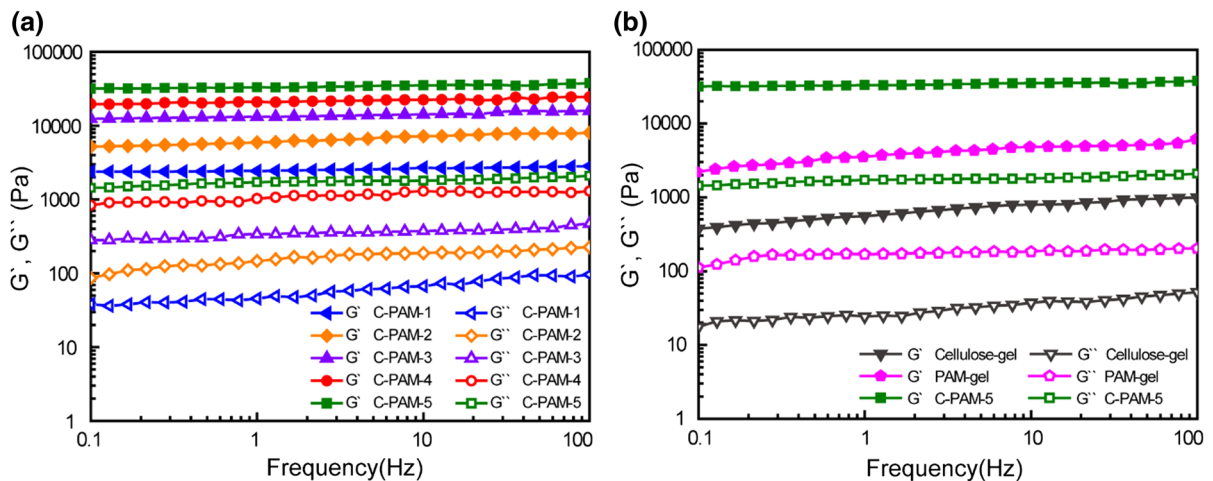 (a)
100000
10000
1000
100
10
1
G`, G`` (Pa)
0.1 1 10 100
Frequency(Hz)
G` C-PAM-1 G`` C-PAM-1
G` C-PAM-2 G`` C-PAM-2
G` C-PAM-3 G`` C-PAM-3
G` C-PAM-4 G`` C-PAM-4
G` C-PAM-5 G`` C-PAM-5
(b)
100000
10000
1000
100
10
1
G`, G`` (Pa)
0.1 1 10 100
Frequency(Hz)
G` Cellulose-gel G`` Cellulose-gel
G` PAM-gel G`` PAM-gel
G` C-PAM-5 G`` C-PAM-5